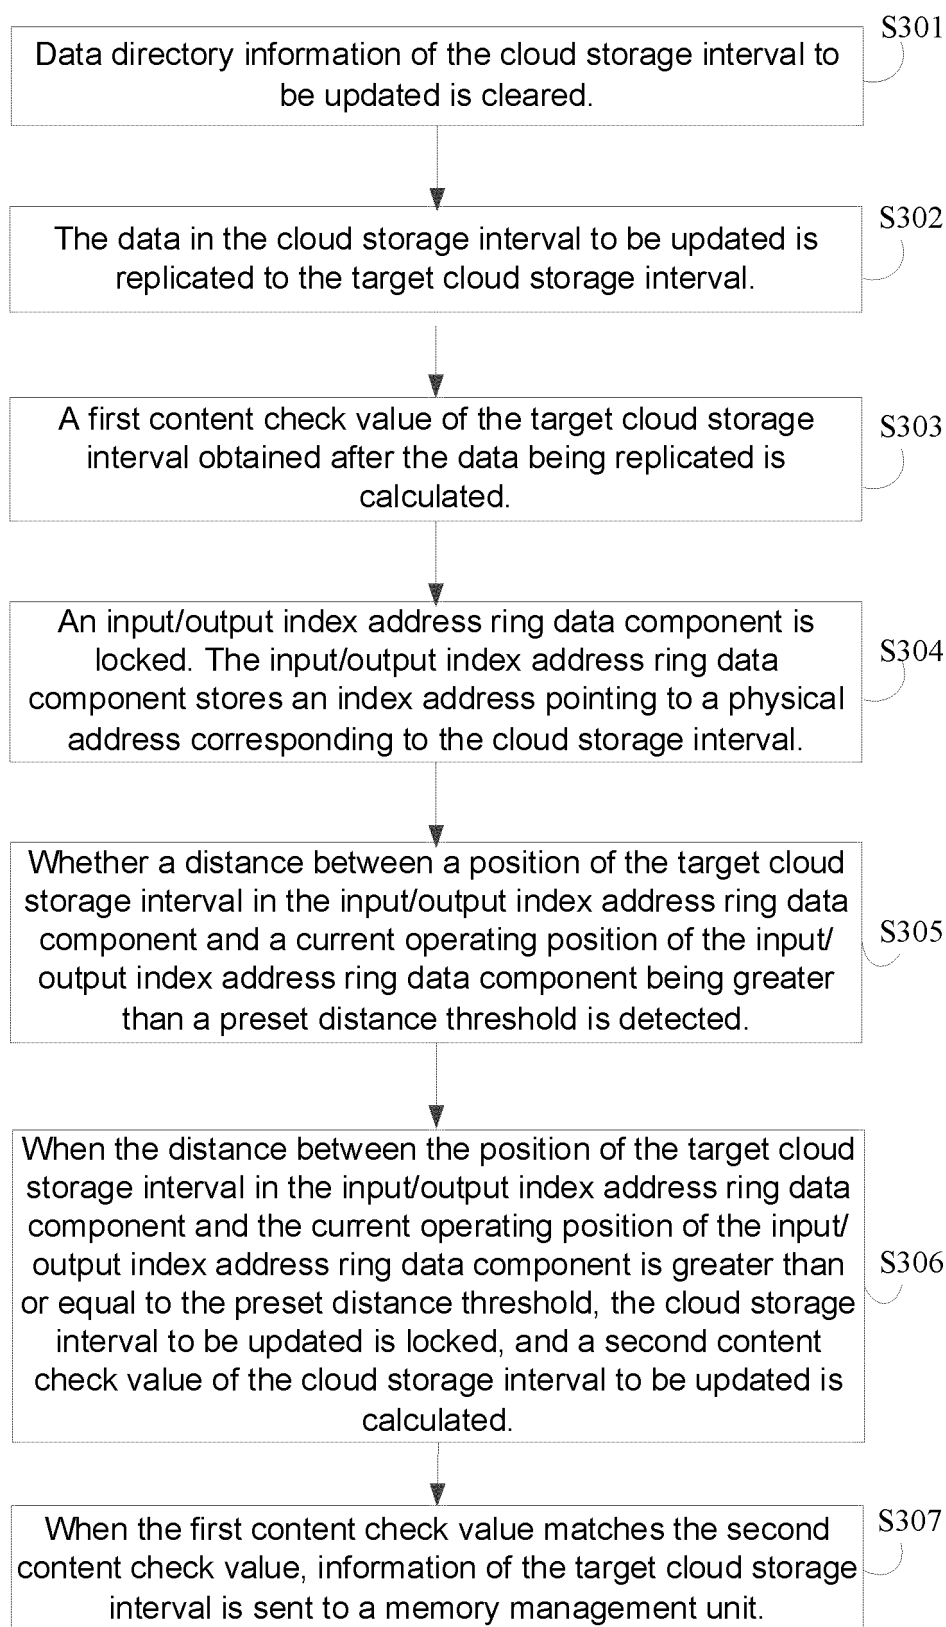 S301
Data directory information of the cloud storage interval to
be updated is cleared.
S302
The data in the cloud storage interval to be updated is
replicated to the target cloud storage interval.
S303
A first content check value of the target cloud storage
interval obtained after the data being replicated is
calculated.
S304
An input/output index address ring data component is
locked. The input/output index address ring data
component stores an index address pointing to a physical
address corresponding to the cloud storage interval.
S305
Whether a distance between a position of the target cloud
storage interval in the input/output index address ring data
component and a current operating position of the input/
output index address ring data component being greater
than a preset distance threshold is detected.
S306
When the distance between the position of the target cloud
storage interval in the input/output index address ring data
component and the current operating position of the input/
output index address ring data component is greater than
or equal to the preset distance threshold, the cloud storage
interval to be updated is locked, and a second content
check value of the cloud storage interval to be updated is
calculated.
S307
When the first content check value matches the second
content check value, information of the target cloud storage
interval is sent to a memory management unit.